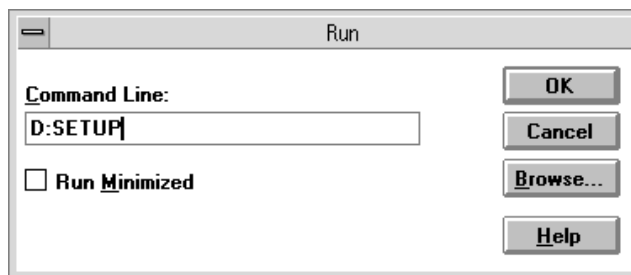 Run
Command Line:
D:SETUP
Run Minimized
OK
Cancel
Browse...
Help